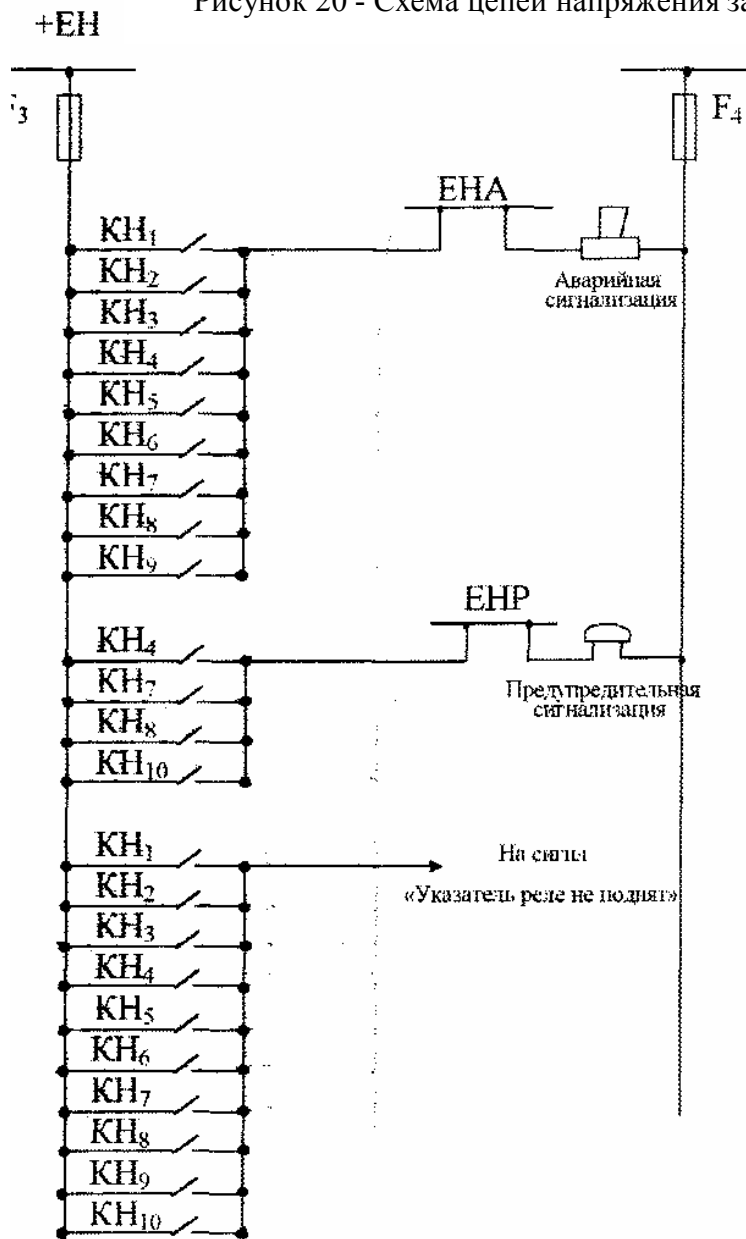 Рисунок 20 - Схема цепей напряжения за
+ЕН
F3
F4
ЕНА
КН1
КН2
КН3
КН4
КН5
КН6
КН7
КН8
КН9
Аварийная
сигнализация
ЕНР
КН4
КН7
КН8
КН10
Предупредительная
сигнализация
КН1
КН2
КН3
КН4
КН5
КН6
КН7
КН8
КН9
КН10
На сигнал
«Указатель реле не поднят»